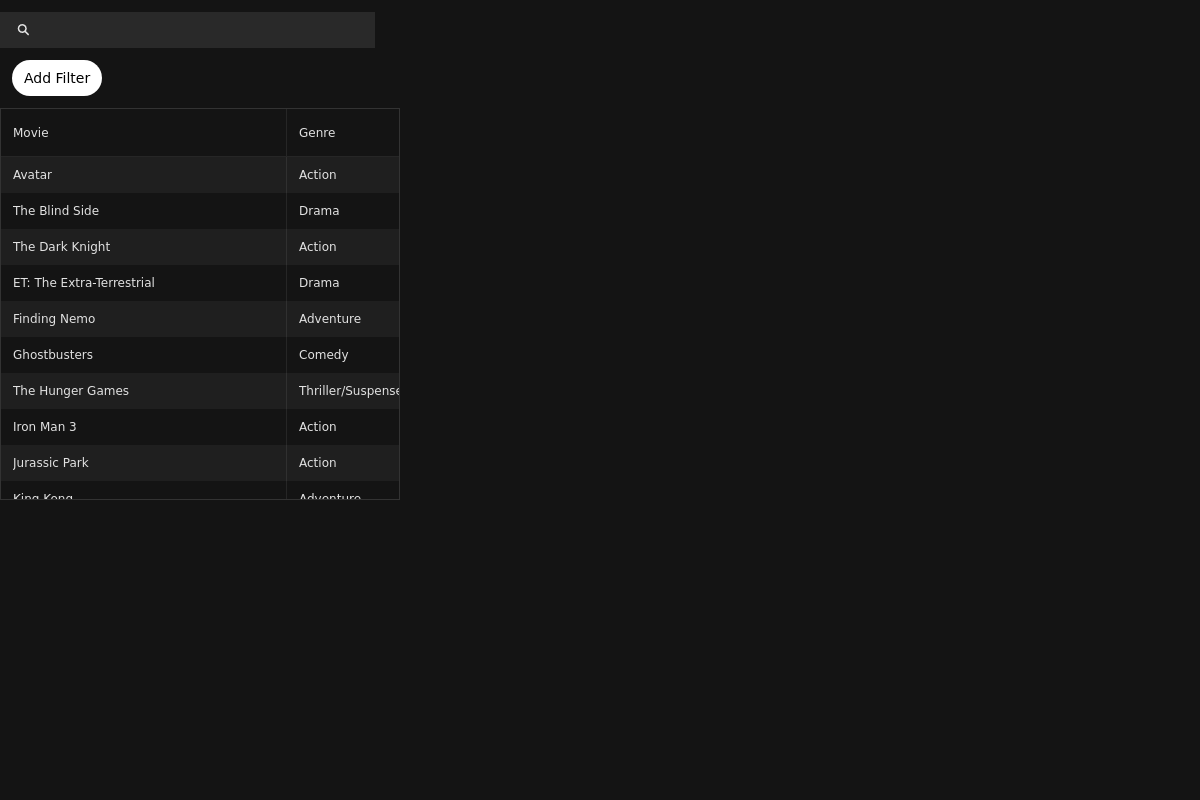 Add Filter
Movie Genre
Avatar Action
The Blind Side Drama
The Dark Knight Action
ET: The Extra-Terrestrial Drama
Finding Nemo Adventure
Ghostbusters Comedy
The Hunger Games Thriller/Suspense
Iron Man 3 Action
Jurassic Park Action
King Kong Adventure